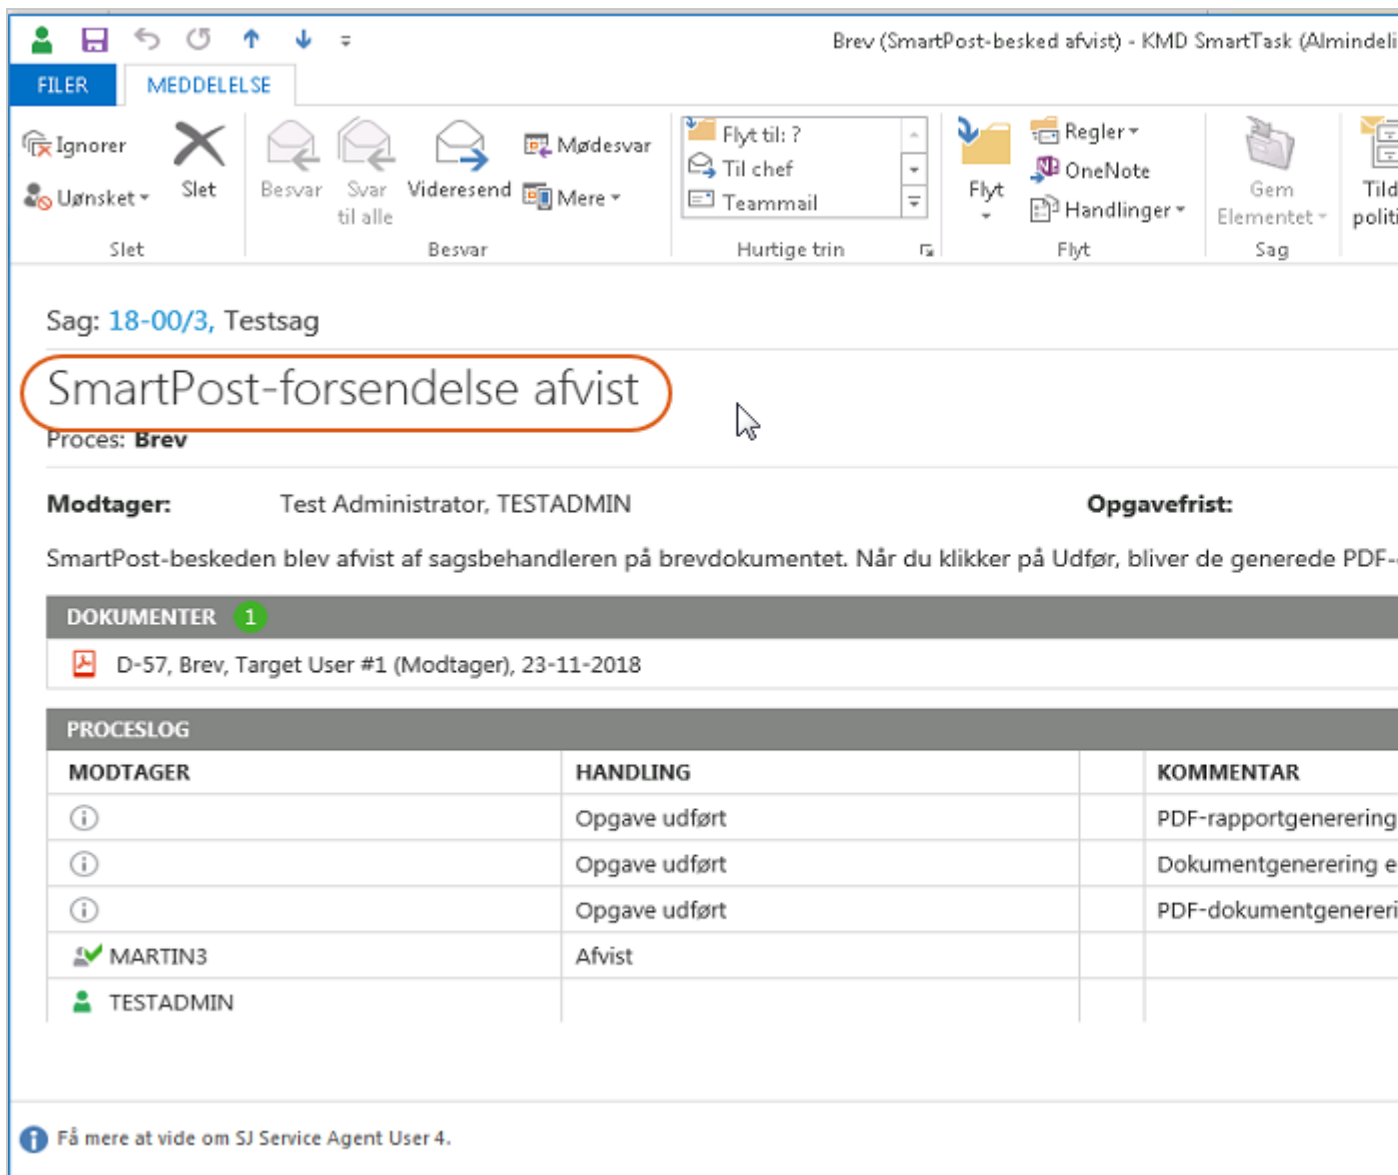 Brev (SmartPost-besked afvist) - KMD SmartTask (Almindeli
FILER MEDDELELSE
Ignorer
Uønsket
Slet
Slet
Besvar
Svar til alle
Videresend
Mødesvar
Mere
Besvar
Flyt til: ?
Til chef
Teammail
Hurtige trin
Flyt
Regler
OneNote
Handlinger
Flyt
Gem
Elementet
Sag
Tild
politi
Sag: 18-00/3, Testsag
SmartPost-forsendelse afvist
Proces: Brev
Modtager: Test Administrator, TESTADMIN Opgavefrist:
SmartPost-beskeden blev afvist af sagsbehandleren på brevdokumentet. Når du klikker på Udfør, bliver de generede PDF-
DOKUMENTER 1
D-57, Brev, Target User #1 (Modtager), 23-11-2018
PROCESLOG
MODTAGER HANDLING KOMMENTAR
Opgave udført PDF-rapportgenerering
Opgave udført Dokumentgenerering e
Opgave udført PDF-dokumentgenereri
MARTIN3 Afvist
TESTADMIN
Få mere at vide om SJ Service Agent User 4.